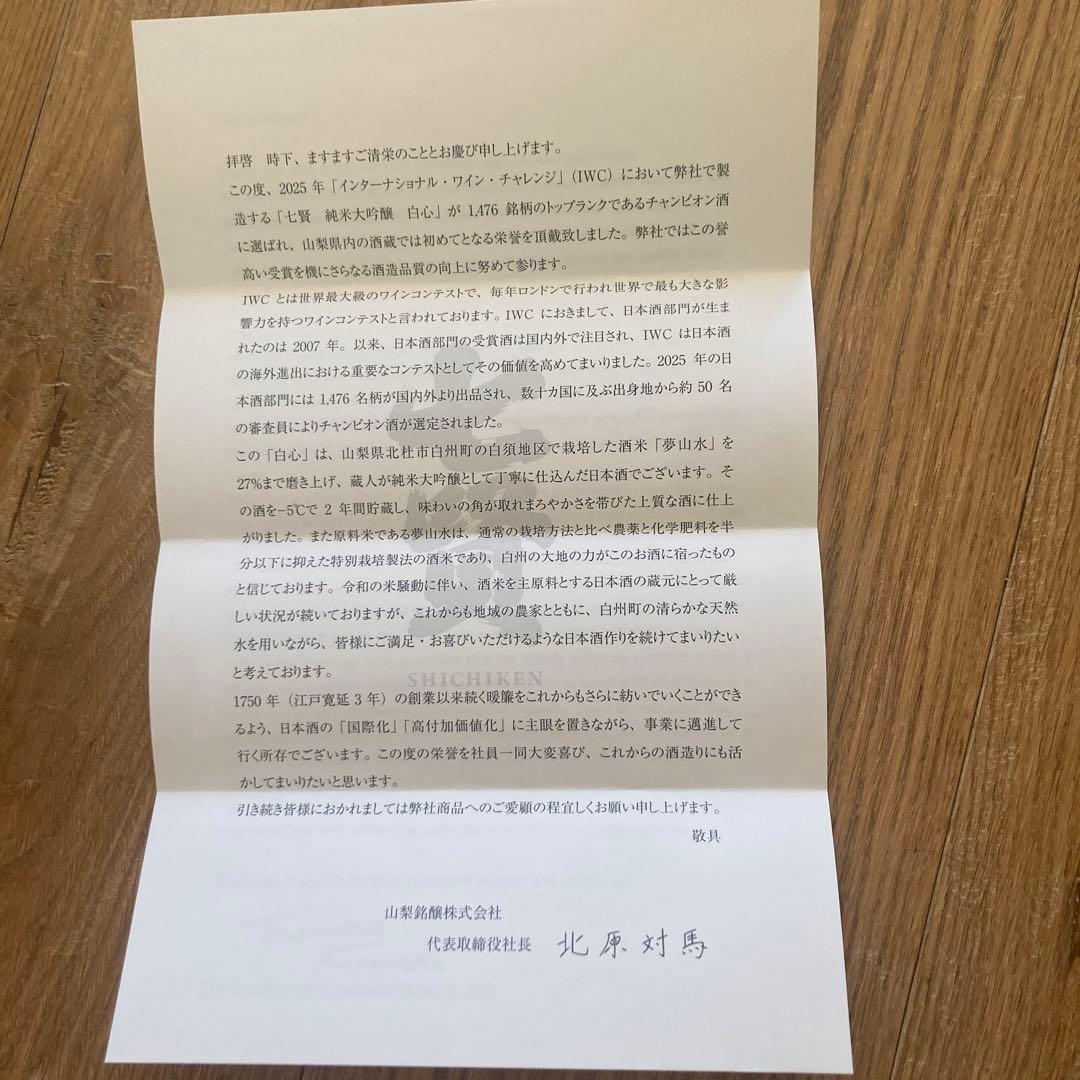 拝啓　時下、ますますご清栄のこととお慶び申し上げます。
この度、2025 年「インターナショナル・ワイン・チャレンジ」（IWC）において弊社で製
造する「七賢　純米大吟醸　白心」が 1,476 銘柄のトップランクであるチャンピオン酒
に選ばれ、山梨県内の酒蔵では初めてとなる栄誉を頂戴致しました。弊社ではこの誉
高い受賞を機にさらなる酒造品質の向上に努めて参ります。
IWC とは世界最大級のワインコンテストで、毎年ロンドンで行われ世界で最も大きな影
響力を持つワインコンテストと言われております。IWC におきまして、日本酒部門が生ま
れたのは 2007 年。以来、日本酒部門の受賞酒は国内外で注目され、IWC は日本酒
の海外進出における重要なコンテストとしてその価値を高めてまいりました。2025 年の日
本酒部門には 1,476 名柄が国内外より出品され、数十カ国に及ぶ出身地から約 50 名
の審査員によりチャンピオン酒が選定されました。
この「白心」は、山梨県北杜市白州町の白須地区で栽培した酒米「夢山水」を
27%まで磨き上げ、蔵人が純米大吟醸として丁寧に仕込んだ日本酒でございます。そ
の酒を−5℃で 2 年間貯蔵し、味わいの角が取れまろやかさを帯びた上質な酒に仕上
がりました。また原料米である夢山水は、通常の栽培方法と比べ農薬と化学肥料を半
分以下に抑えた特別栽培製法の酒米であり、白州の大地の力がこのお酒に宿ったもの
と信じております。令和の米騒動に伴い、酒米を主原料とする日本酒の蔵元にとって厳
しい状況が続いておりますが、これからも地域の農家とともに、白州町の清らかな天然
水を用いながら、皆様にご満足・お喜びいただけるような日本酒作りを続けてまいりたい
と考えております。
SHICHIKEN
1750 年（江戸寛延 3 年）の創業以来続く暖簾をこれからもさらに紡いでいくことができ
るよう、日本酒の「国際化」「高付加価値化」に主眼を置きながら、事業に邁進して
行く所存でございます。この度の栄誉を社員一同大変喜び、これからの酒造りにも活
かしてまいりたいと思います。
引き続き皆様におかれましては弊社商品へのご愛顧の程宜しくお願い申し上げます。
敬具
山梨銘醸株式会社
代表取締役社長　北原対馬